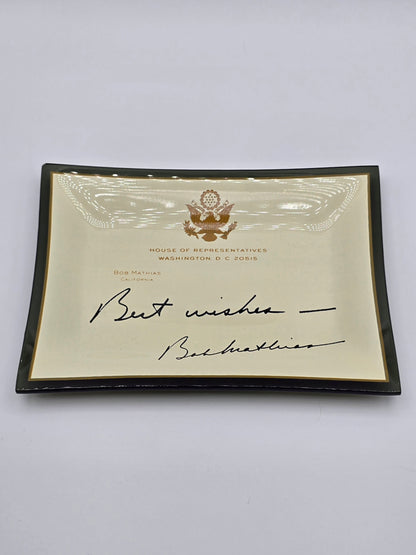 HOUSE OF REPRESENTATIVES
WASHINGTON, D.C. 20515
BOB MATHIAS
CALIFORNIA
Best wishes —
Bob Mathias